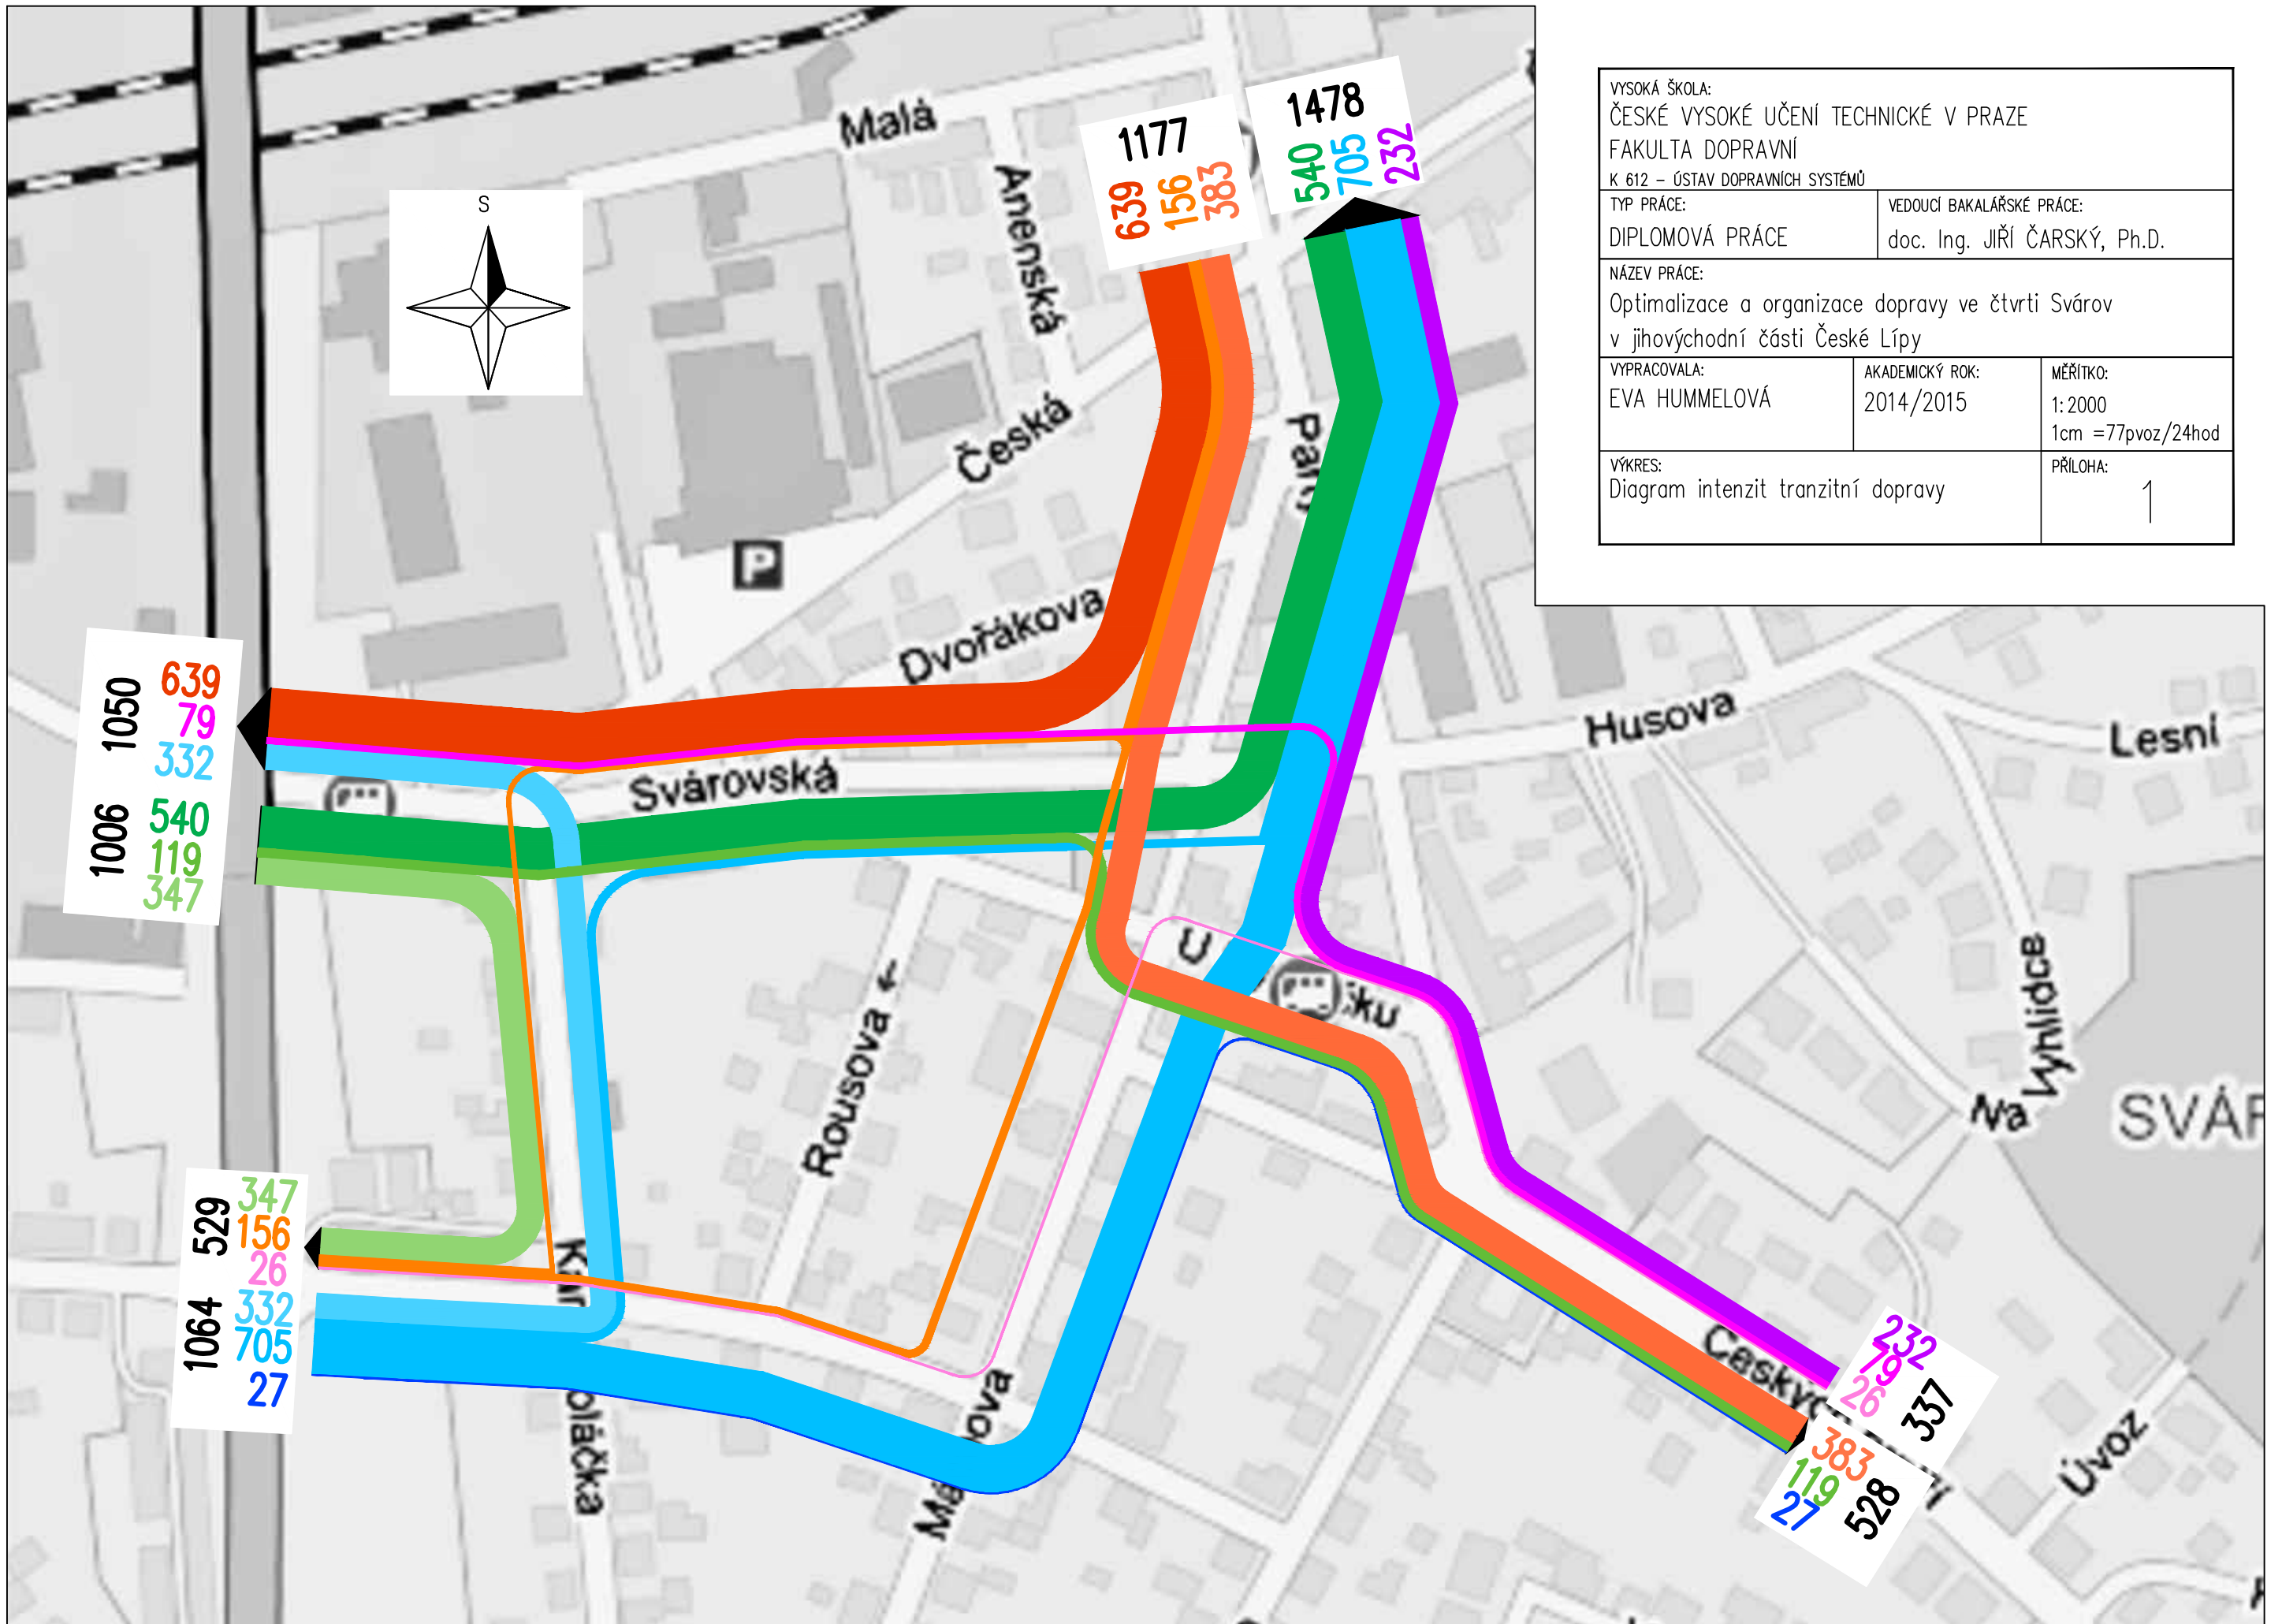 VYSOKÁ ŠKOLA:
ČESKÉ VYSOKÉ UČENÍ TECHNICKÉ V PRAZE
FAKULTA DOPRAVNÍ
K 612 – ÚSTAV DOPRAVNÍCH SYSTÉMŮ
TYP PRÁCE:
DIPLOMOVÁ PRÁCE
VEDOUCÍ BAKALÁŘSKÉ PRÁCE:
doc. Ing. JIŘÍ ČARSKÝ, Ph.D.
NÁZEV PRÁCE:
Optimalizace a organizace dopravy ve čtvrti Svárov
v jihovýchodní části České Lípy
VYPRACOVALA:
EVA HUMMELOVÁ
AKADEMICKÝ ROK:
2014/2015
MĚŘÍTKO:
1:2000
1cm =77pvoz/24hod
VÝKRES:
Diagram intenzit tranzitní dopravy
PŘÍLOHA:
1
S
Malá
Anenská
Česká
1177
639
156
383
1478
540
705
232
P
Dvořákova
Husova
Lesní
Svárovská
1050
639
79
332
1006
540
119
347
U
Rousova ←
Na Vyhlídce
529
347
156
26
1064
332
705
27
232
79
26
337
383
119
27
528
Úvoz